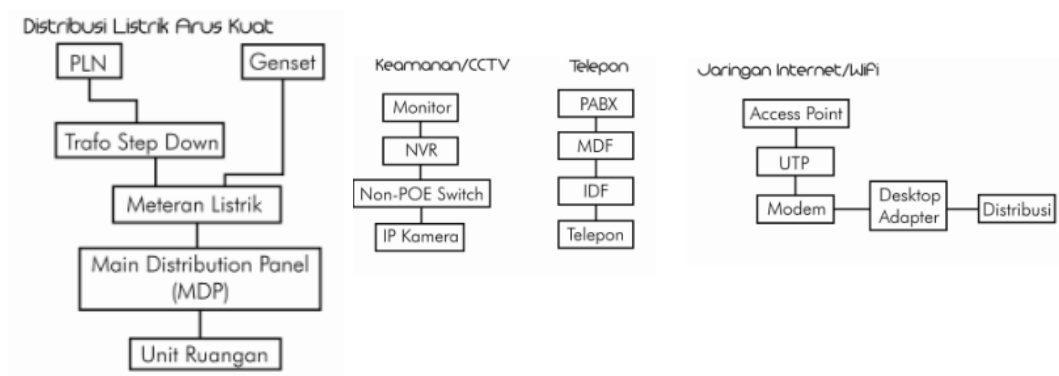 Distribusi Listrik Arus Kuat
PLN
Genset
Trafo Step Down
Meteran Listrik
Main Distribution Panel
(MDP)
Unit Ruangan
Keamanan/CCTV
Monitor
NVR
Non-POE Switch
IP Kamera
Telepon
PABX
MDF
IDF
Telepon
Jaringan Internet/WiFi
Access Point
UTP
Modem
Desktop
Adapter
Distribusi